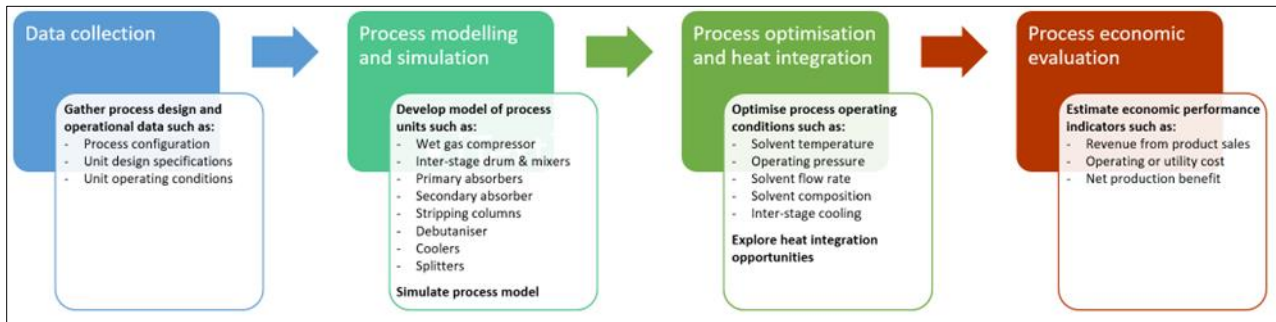 Data collection
Gather process design and
operational data such as:
- Process configuration
- Unit design specifications
- Unit operating conditions
Process modelling
and simulation
Develop model of process
units such as:
- Wet gas compressor
- Inter-stage drum & mixers
- Primary absorbers
- Secondary absorber
- Stripping columns
- Debutaniser
- Coolers
- Splitters
Simulate process model
Process optimisation
and heat integration
Optimise process operating
conditions such as:
- Solvent temperature
- Operating pressure
- Solvent flow rate
- Solvent composition
- Inter-stage cooling
Explore heat integration
opportunities
Process economic
evaluation
Estimate economic performance
indicators such as:
- Revenue from product sales
- Operating or utility cost
- Net production benefit